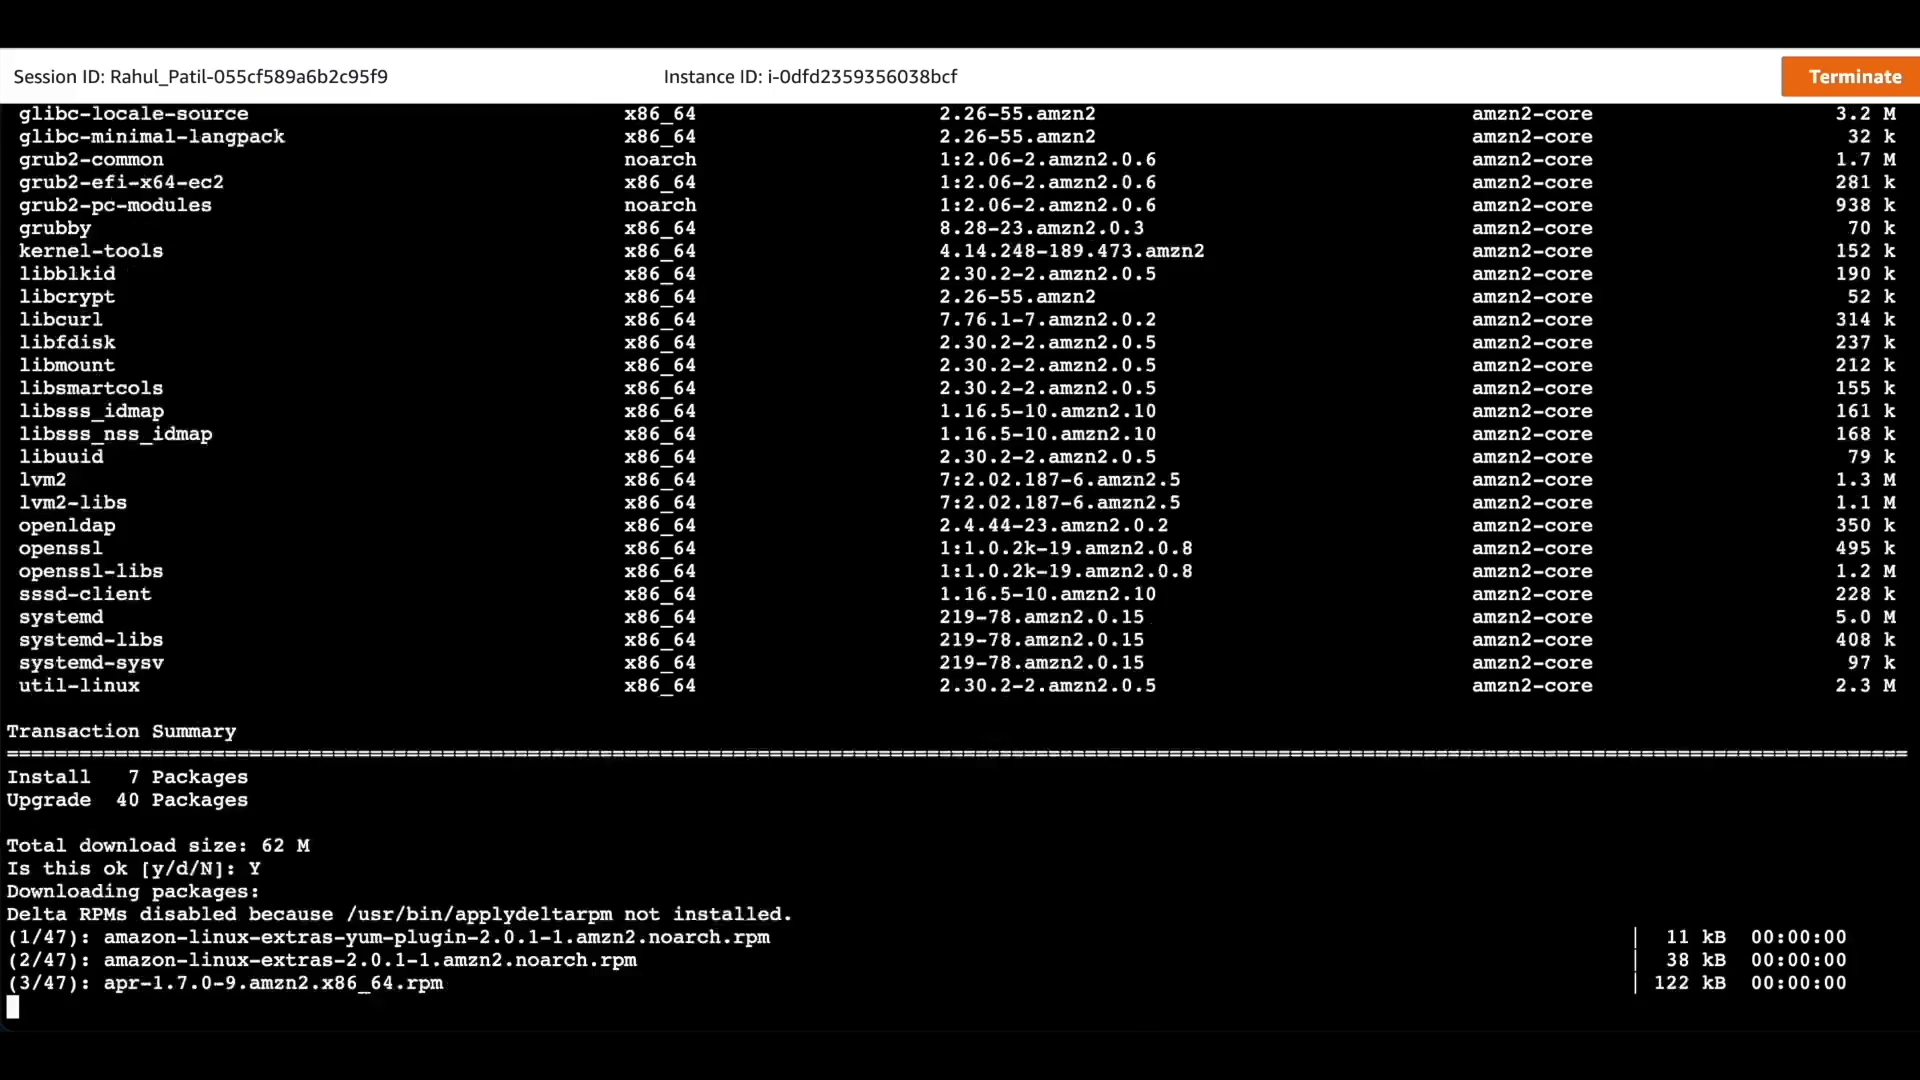 Session ID: Rahul_Patil-055cf589a6b2c95f9 Instance ID: i-0dfd2359356038bcf Terminate
glibc-locale-source x86_64 2.26-55.amzn2 amzn2-core 3.2 M
glibc-minimal-langpack x86_64 2.26-55.amzn2 amzn2-core 32 k
grub2-common noarch 1:2.06-2.amzn2.0.6 amzn2-core 1.7 M
grub2-efi-x64-ec2 x86_64 1:2.06-2.amzn2.0.6 amzn2-core 281 k
grub2-pc-modules noarch 1:2.06-2.amzn2.0.6 amzn2-core 938 k
grubby x86_64 8.28-23.amzn2.0.3 amzn2-core 70 k
kernel-tools x86_64 4.14.248-189.473.amzn2 amzn2-core 152 k
libblkid x86_64 2.30.2-2.amzn2.0.5 amzn2-core 190 k
libcrypt x86_64 2.26-55.amzn2 amzn2-core 52 k
libcurl x86_64 7.76.1-7.amzn2.0.2 amzn2-core 314 k
libfdisk x86_64 2.30.2-2.amzn2.0.5 amzn2-core 237 k
libmount x86_64 2.30.2-2.amzn2.0.5 amzn2-core 212 k
libsmartcols x86_64 2.30.2-2.amzn2.0.5 amzn2-core 155 k
libsss_idmap x86_64 1.16.5-10.amzn2.10 amzn2-core 161 k
libsss_nss_idmap x86_64 1.16.5-10.amzn2.10 amzn2-core 168 k
libuuid x86_64 2.30.2-2.amzn2.0.5 amzn2-core 79 k
lvm2 x86_64 7:2.02.187-6.amzn2.5 amzn2-core 1.3 M
lvm2-libs x86_64 7:2.02.187-6.amzn2.5 amzn2-core 1.1 M
openldap x86_64 2.4.44-23.amzn2.0.2 amzn2-core 350 k
openssl x86_64 1:1.0.2k-19.amzn2.0.8 amzn2-core 495 k
openssl-libs x86_64 1:1.0.2k-19.amzn2.0.8 amzn2-core 1.2 M
sssd-client x86_64 1.16.5-10.amzn2.10 amzn2-core 228 k
systemd x86_64 219-78.amzn2.0.15 amzn2-core 5.0 M
systemd-libs x86_64 219-78.amzn2.0.15 amzn2-core 408 k
systemd-sysv x86_64 219-78.amzn2.0.15 amzn2-core 97 k
util-linux x86_64 2.30.2-2.amzn2.0.5 amzn2-core 2.3 M
Transaction Summary
================================================================================
Install 7 Packages
Upgrade 40 Packages
Total download size: 62 M
Is this ok [y/d/N]: Y
Downloading packages:
Delta RPMs disabled because /usr/bin/applydeltarpm not installed.
(1/47): amazon-linux-extras-yum-plugin-2.0.1-1.amzn2.noarch.rpm | 11 kB 00:00:00
(2/47): amazon-linux-extras-2.0.1-1.amzn2.noarch.rpm | 38 kB 00:00:00
(3/47): apr-1.7.0-9.amzn2.x86_64.rpm | 122 kB 00:00:00